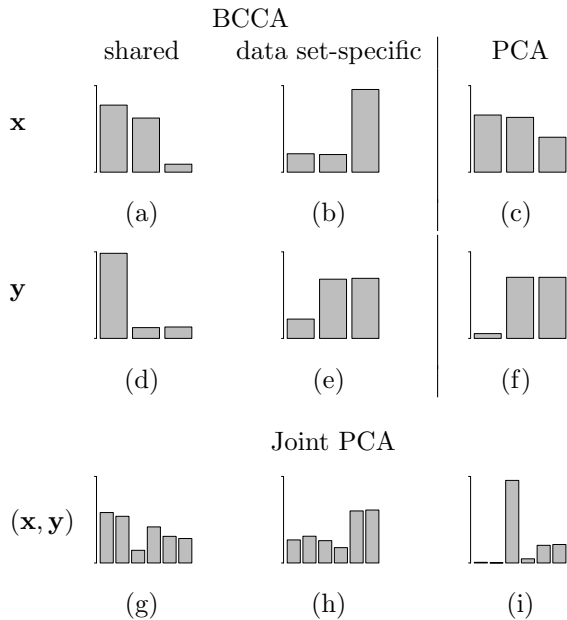 BCCA
shared data set-specific PCA
x
(a) (b) (c)
y
(d) (e) (f)
Joint PCA
(x, y)
(g) (h) (i)